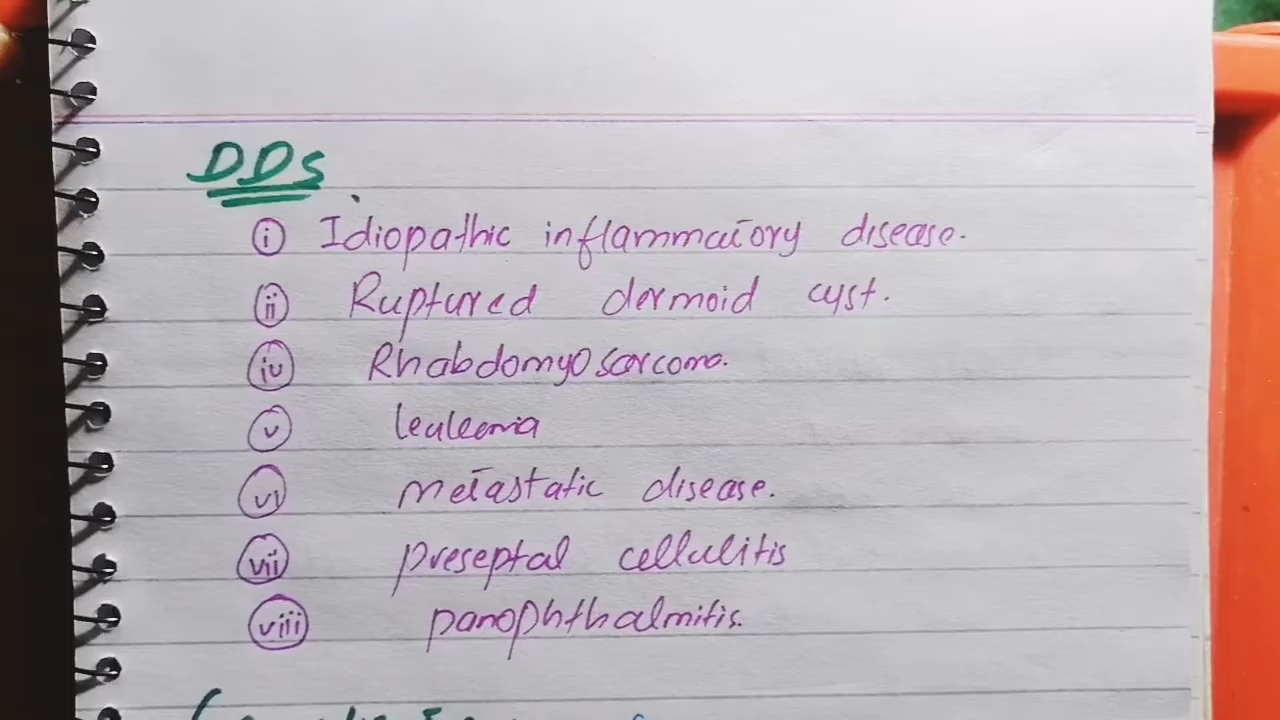 DDs
i Idiopathic inflammatory disease.
ii Ruptured dermoid cyst.
iv Rhabdomyosarcoma.
v leukemia
vi metastatic disease.
vii preseptal cellulitis
viii panophthalmitis.